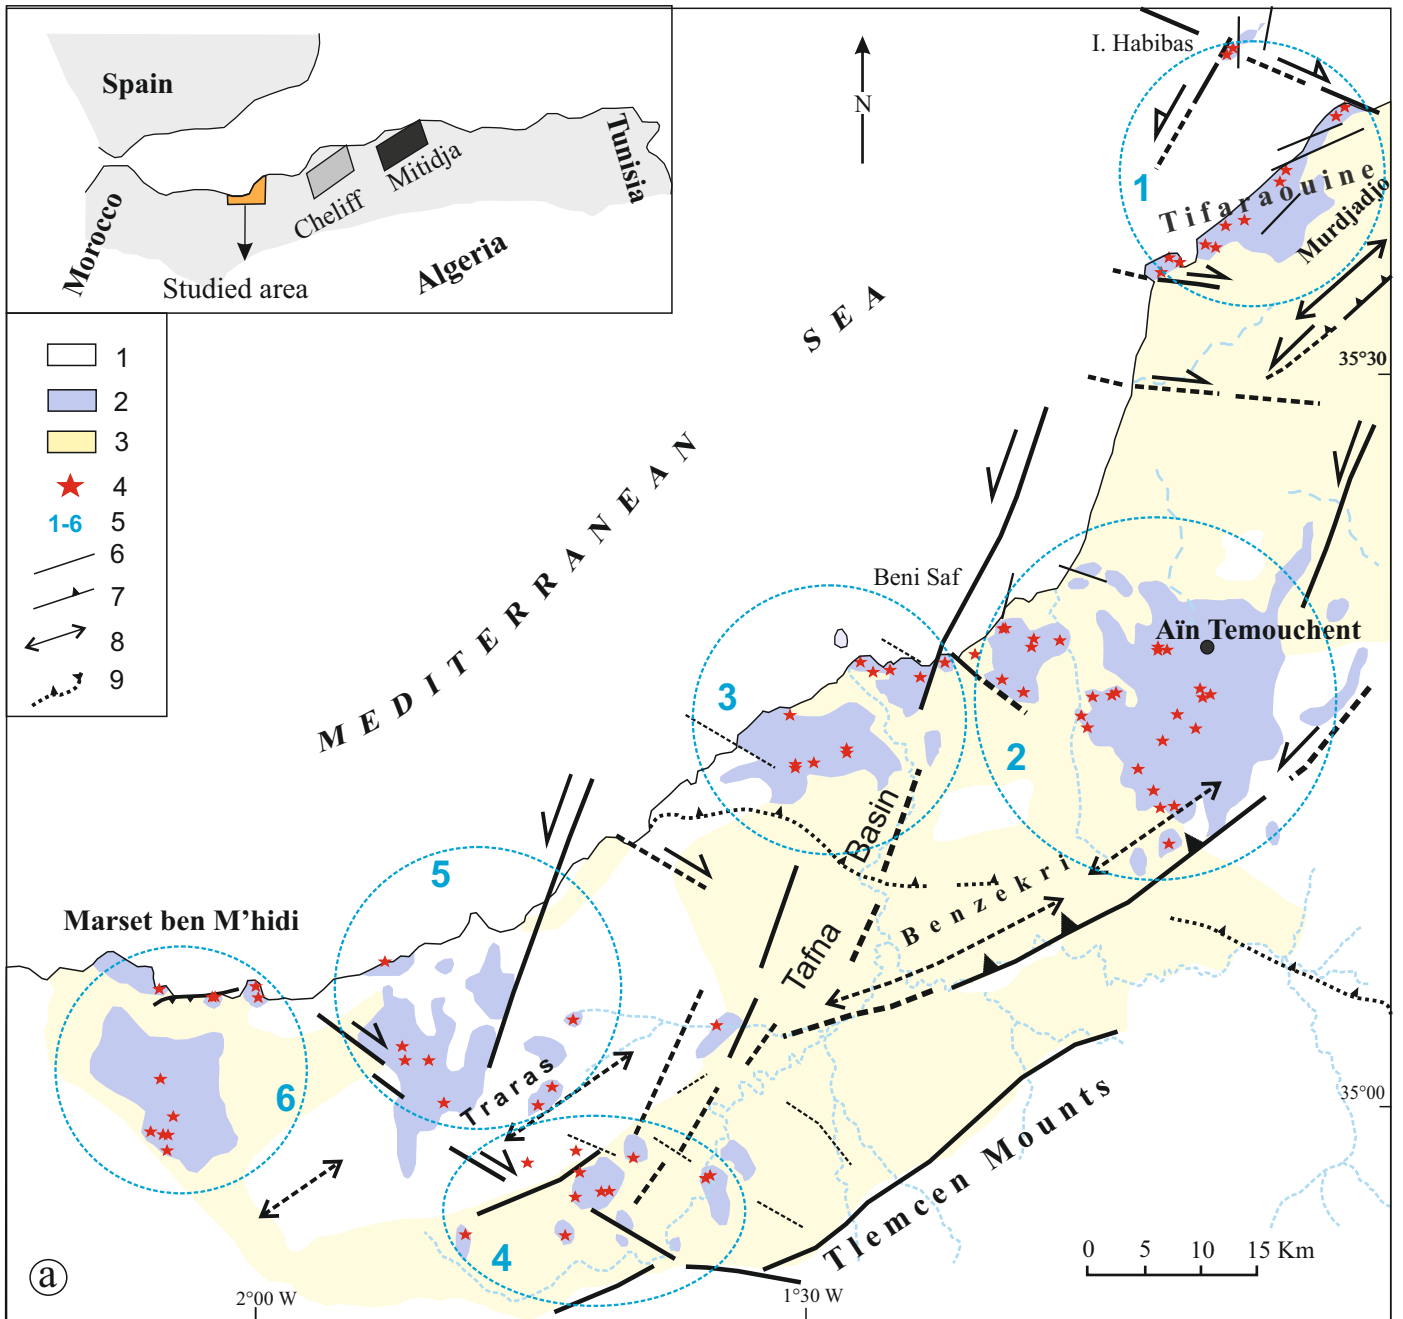 Spain
Morocco
Cheliff
Mitidja
Tunisia
Algeria
Studied area
N
I. Habibas
1
Tifaraouine
Murdjadjo
35°30
MEDITERRANEAN SEA
1
2
3
4
1-6 5
6
7
8
9
Beni Saf
Aïn Temouchent
3
2
Basin
Tafna
Benzekri
5
Marset ben M’hidi
6
Traras
4
35°00
Tlemcen Mounts
0 5 10 15 Km
a
2°00 W
1°30 W